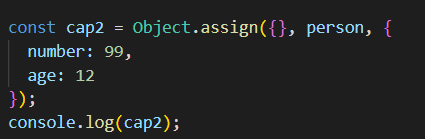 const cap2 = Object.assign({}, person, {
  number: 99,
  age: 12
});
console.log(cap2);